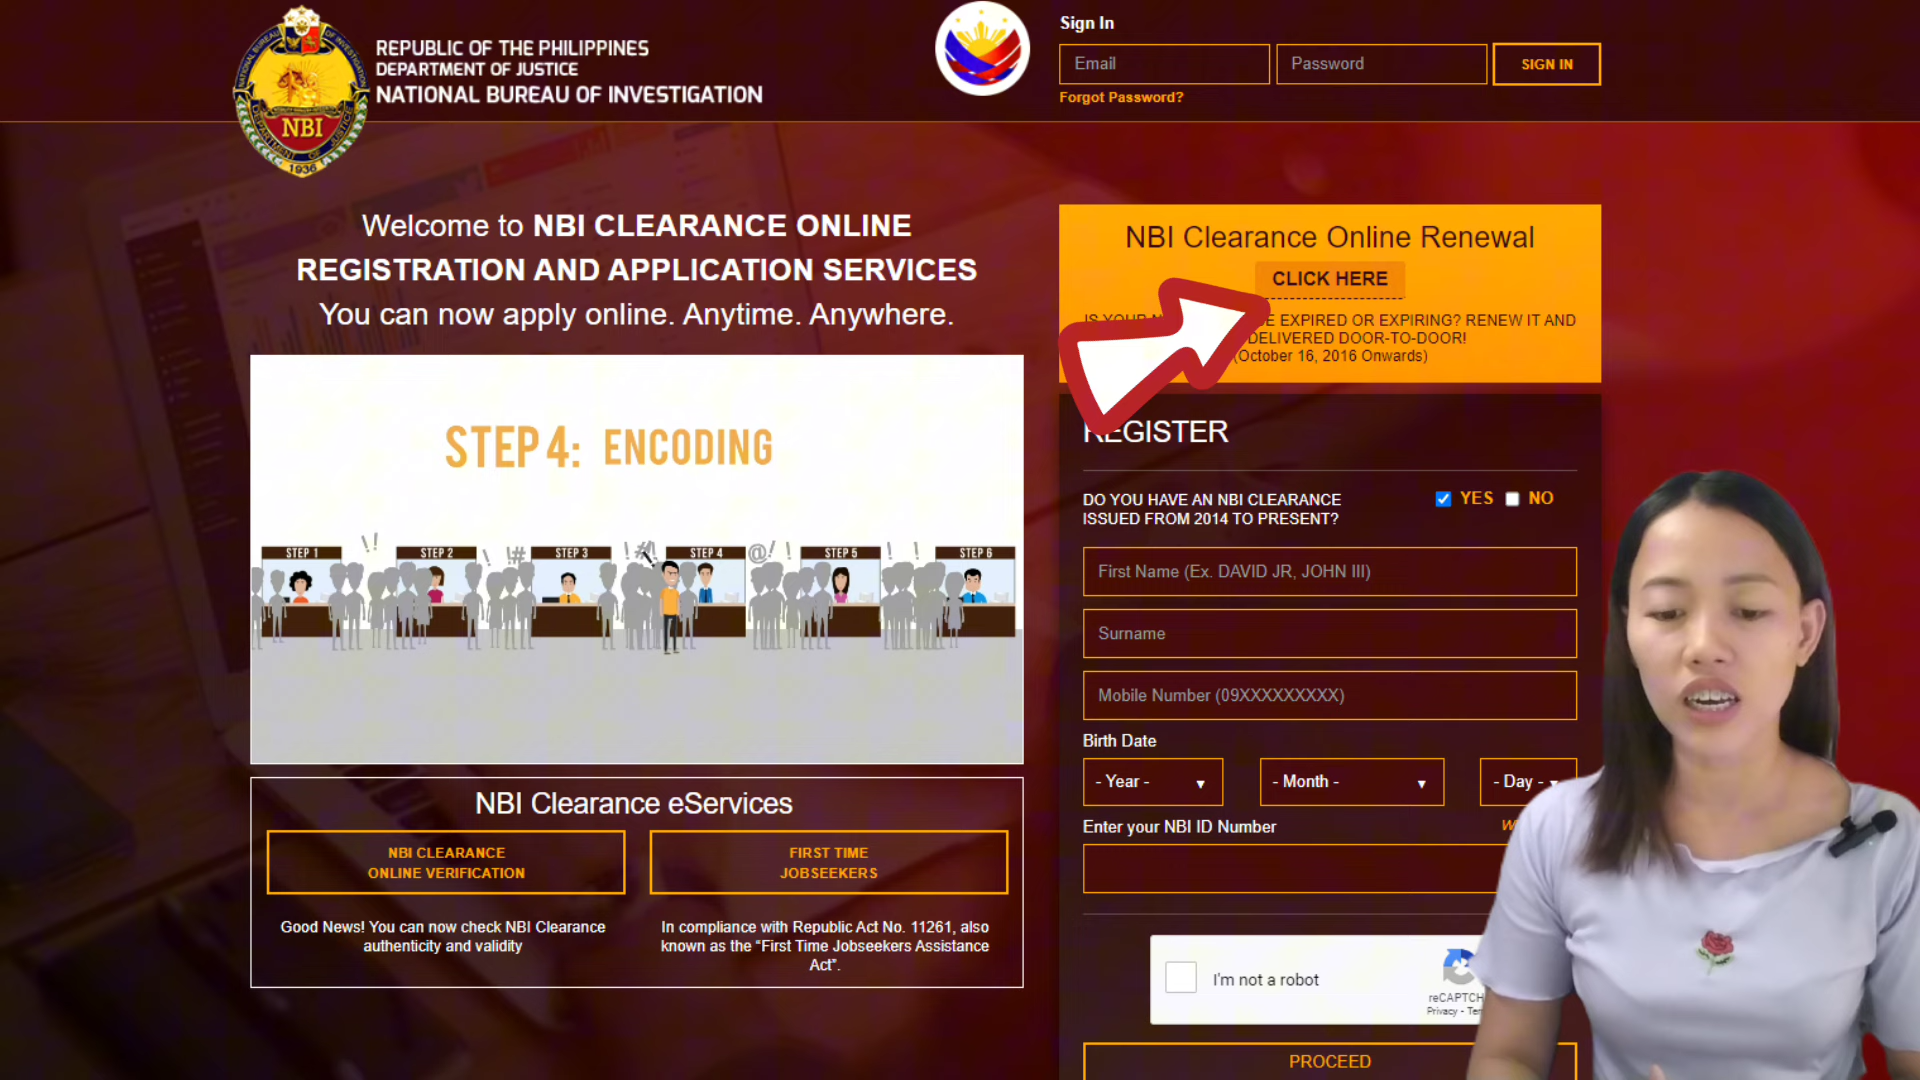 REPUBLIC OF THE PHILIPPINES
DEPARTMENT OF JUSTICE
NATIONAL BUREAU OF INVESTIGATION
NBI
1936
Sign In
Email
Password
SIGN IN
Forgot Password?
Welcome to NBI CLEARANCE ONLINE
REGISTRATION AND APPLICATION SERVICES
You can now apply online. Anytime. Anywhere.
STEP 4: ENCODING
STEP 1
STEP 2
STEP 3
STEP 4
STEP 5
STEP 6
NBI Clearance eServices
NBI CLEARANCE
ONLINE VERIFICATION
Good News! You can now check NBI Clearance
authenticity and validity
FIRST TIME
JOBSEEKERS
In compliance with Republic Act No. 11261, also
known as the “First Time Jobseekers Assistance
Act”.
NBI Clearance Online Renewal
CLICK HERE
IS YOUR EXPIRED OR EXPIRING? RENEW IT AND
DELIVERED DOOR-TO-DOOR!
(October 16, 2016 Onwards)
REGISTER
DO YOU HAVE AN NBI CLEARANCE
ISSUED FROM 2014 TO PRESENT?
YES
NO
First Name (Ex. DAVID JR, JOHN III)
Surname
Mobile Number (09XXXXXXXXX)
Birth Date
- Year -
- Month -
- Day -
Enter your NBI ID Number
I'm not a robot
reCAPTCH
Privacy - Ter
PROCEED